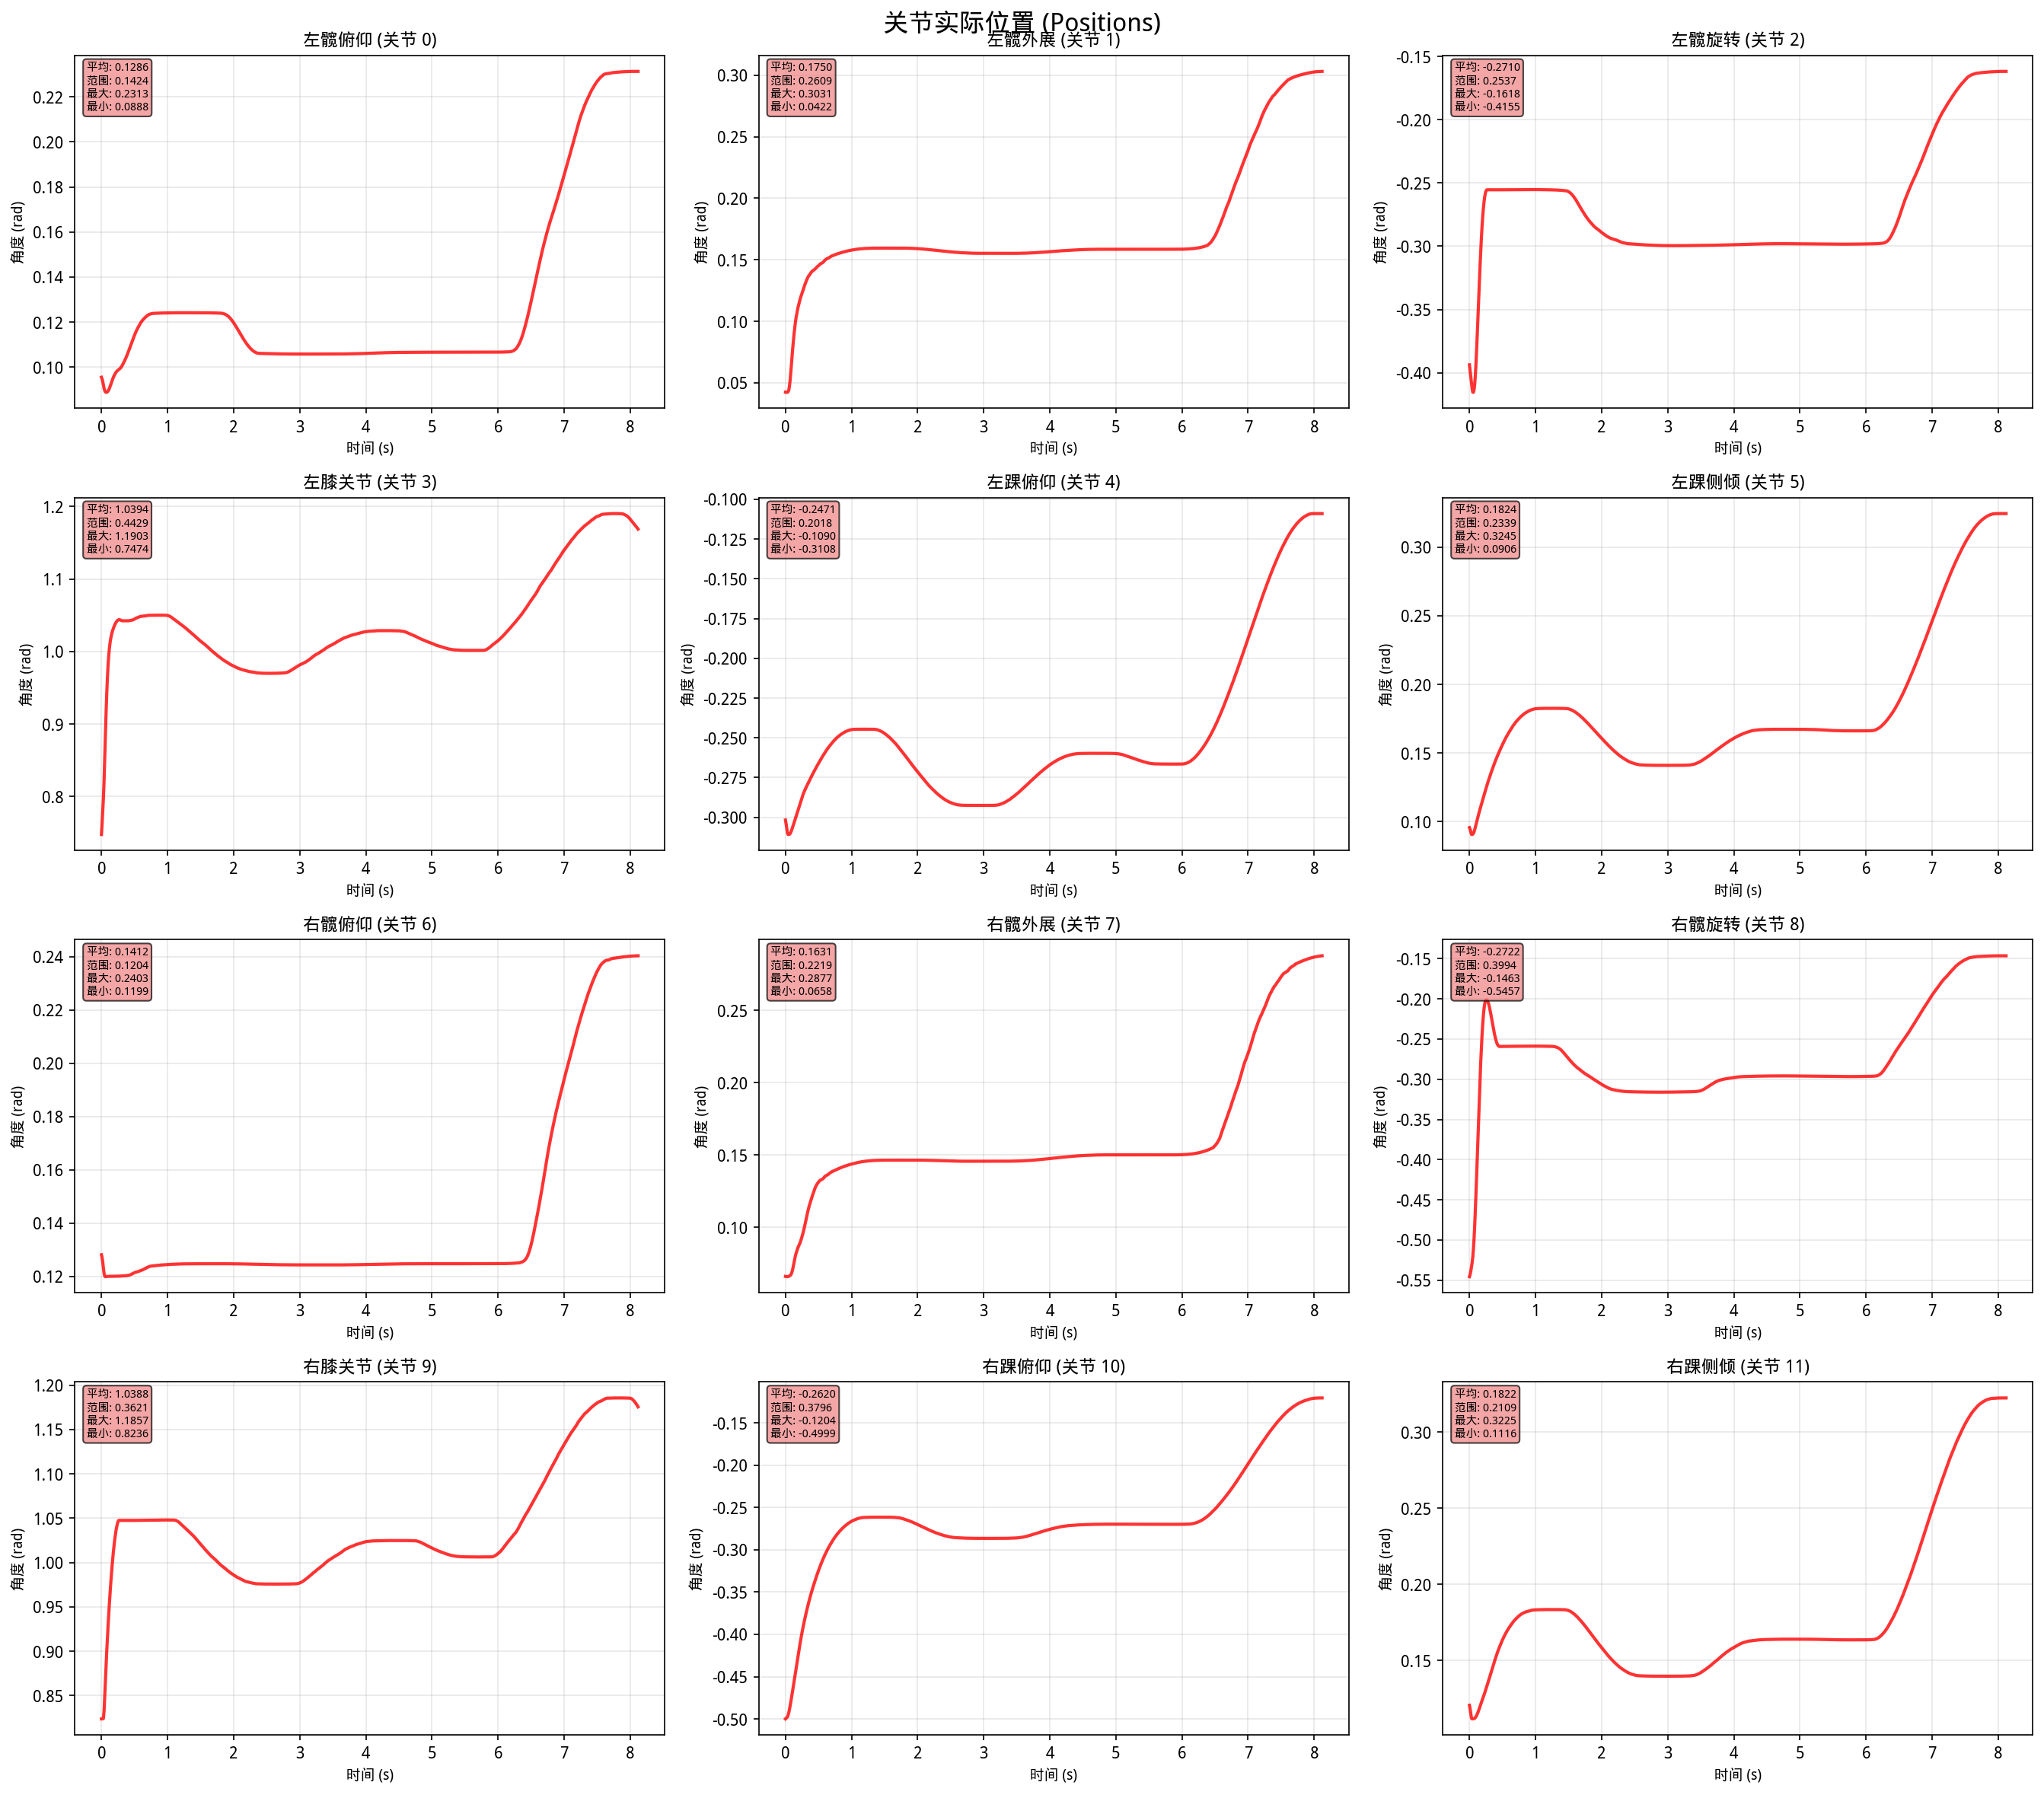 关节实际位置 (Positions)
左髋俯仰 (关节 0)
平均: 0.1286
范围: 0.1424
最大: 0.2313
最小: 0.0888
0.22
0.20
0.18
0.16
0.14
0.12
0.10
角度 (rad)
0 1 2 3 4 5 6 7 8
时间 (s)
左髋外展 (关节 1)
平均: 0.1750
范围: 0.2609
最大: 0.3031
最小: 0.0422
0.30
0.25
0.20
0.15
0.10
0.05
角度 (rad)
0 1 2 3 4 5 6 7 8
时间 (s)
左髋旋转 (关节 2)
平均: -0.2710
范围: 0.2537
最大: -0.1618
最小: -0.4155
-0.15
-0.20
-0.25
-0.30
-0.35
-0.40
角度 (rad)
0 1 2 3 4 5 6 7 8
时间 (s)
左膝关节 (关节 3)
平均: 1.0394
范围: 0.4429
最大: 1.1903
最小: 0.7474
1.2
1.1
1.0
0.9
0.8
角度 (rad)
0 1 2 3 4 5 6 7 8
时间 (s)
左踝俯仰 (关节 4)
平均: -0.2471
范围: 0.2018
最大: -0.1090
最小: -0.3108
-0.100
-0.125
-0.150
-0.175
-0.200
-0.225
-0.250
-0.275
-0.300
角度 (rad)
0 1 2 3 4 5 6 7 8
时间 (s)
左踝侧倾 (关节 5)
平均: 0.1824
范围: 0.2339
最大: 0.3245
最小: 0.0906
0.30
0.25
0.20
0.15
0.10
角度 (rad)
0 1 2 3 4 5 6 7 8
时间 (s)
右髋俯仰 (关节 6)
平均: 0.1412
范围: 0.1204
最大: 0.2403
最小: 0.1199
0.24
0.22
0.20
0.18
0.16
0.14
0.12
角度 (rad)
0 1 2 3 4 5 6 7 8
时间 (s)
右髋外展 (关节 7)
平均: 0.1631
范围: 0.2219
最大: 0.2877
最小: 0.0658
0.25
0.20
0.15
0.10
角度 (rad)
0 1 2 3 4 5 6 7 8
时间 (s)
右髋旋转 (关节 8)
平均: -0.2722
范围: 0.3994
最大: -0.1463
最小: -0.5457
-0.15
-0.20
-0.25
-0.30
-0.35
-0.40
-0.45
-0.50
-0.55
角度 (rad)
0 1 2 3 4 5 6 7 8
时间 (s)
右膝关节 (关节 9)
平均: 1.0388
范围: 0.3621
最大: 1.1857
最小: 0.8236
1.20
1.15
1.10
1.05
1.00
0.95
0.90
0.85
角度 (rad)
0 1 2 3 4 5 6 7 8
时间 (s)
右踝俯仰 (关节 10)
平均: -0.2620
范围: 0.3796
最大: -0.1204
最小: -0.4999
-0.15
-0.20
-0.25
-0.30
-0.35
-0.40
-0.45
-0.50
角度 (rad)
0 1 2 3 4 5 6 7 8
时间 (s)
右踝侧倾 (关节 11)
平均: 0.1822
范围: 0.2109
最大: 0.3225
最小: 0.1116
0.30
0.25
0.20
0.15
角度 (rad)
0 1 2 3 4 5 6 7 8
时间 (s)